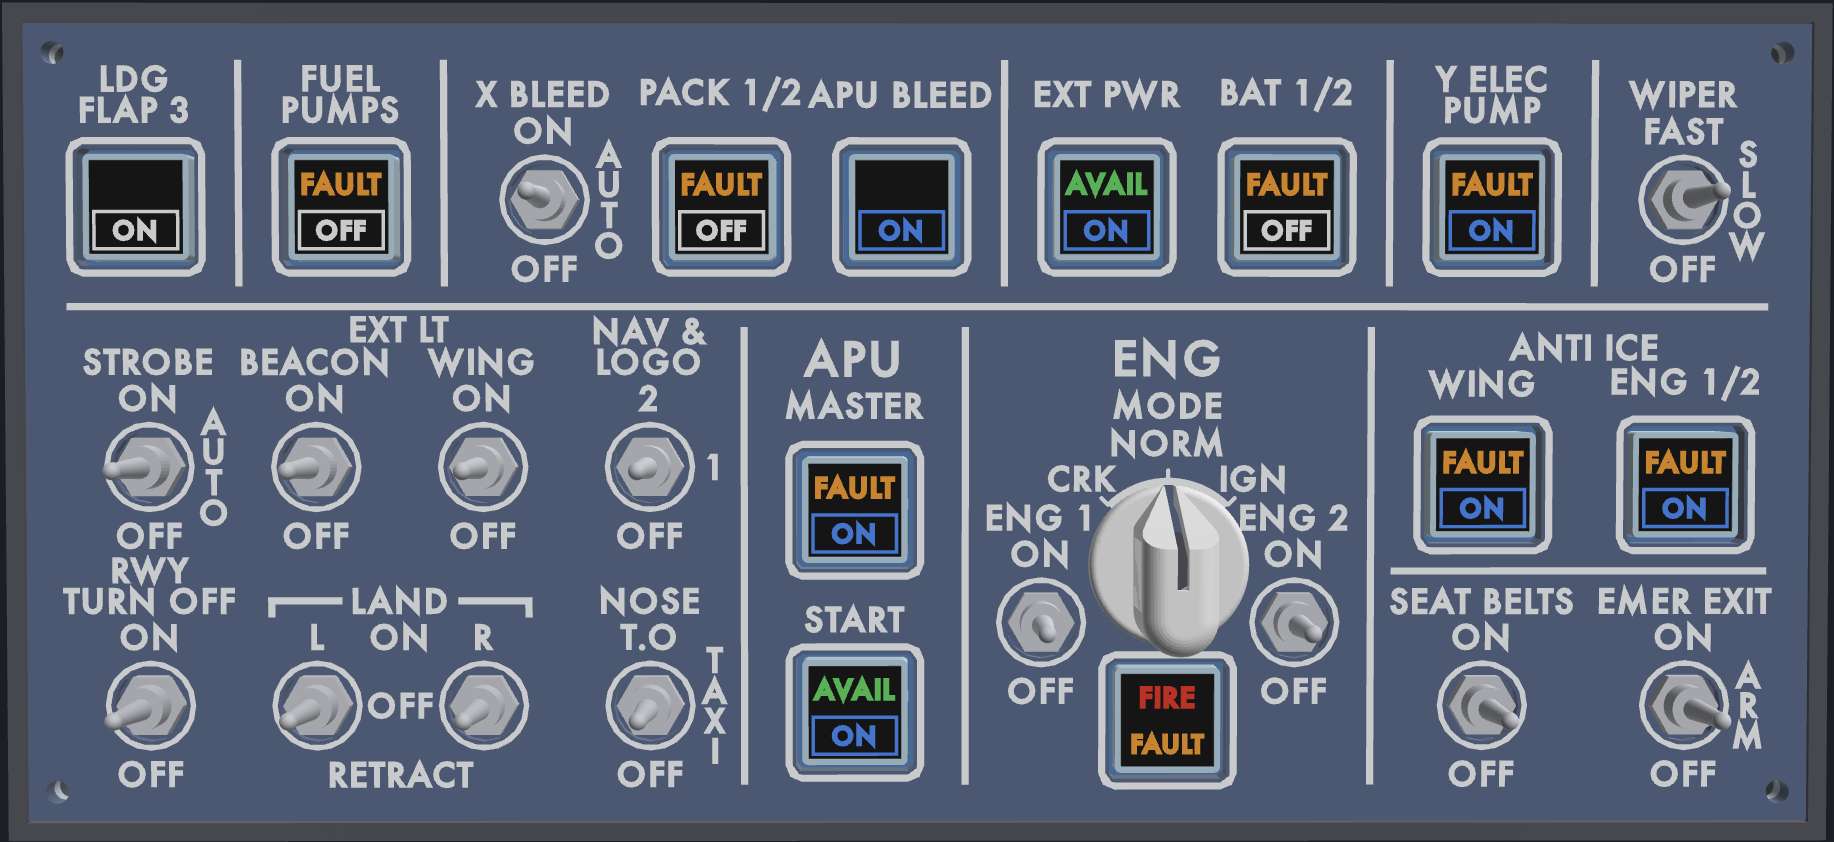 LDG
FLAP 3
ON
FUEL
PUMPS
FAULT
OFF
X BLEED
ON
AUTO
OFF
PACK 1/2
FAULT
OFF
APU BLEED
ON
EXT PWR
AVAIL
ON
BAT 1/2
FAULT
OFF
Y ELEC
PUMP
FAULT
ON
WIPER
FAST
SLOW
OFF
EXT LT
STROBE
ON
AUTO
OFF
BEACON
ON
OFF
WING
ON
OFF
NAV &
LOGO
2
1
OFF
RWY
TURN OFF
ON
OFF
LAND
L ON R
OFF
RETRACT
NOSE
T.O
TAXI
OFF
APU
MASTER
FAULT
ON
START
AVAIL
ON
ENG
MODE
NORM
CRK IGN
ENG 1
ON
OFF
ENG 2
ON
OFF
FIRE
FAULT
ANTI ICE
WING
FAULT
ON
ENG 1/2
FAULT
ON
SEAT BELTS
ON
OFF
EMER EXIT
ON
ARM
OFF